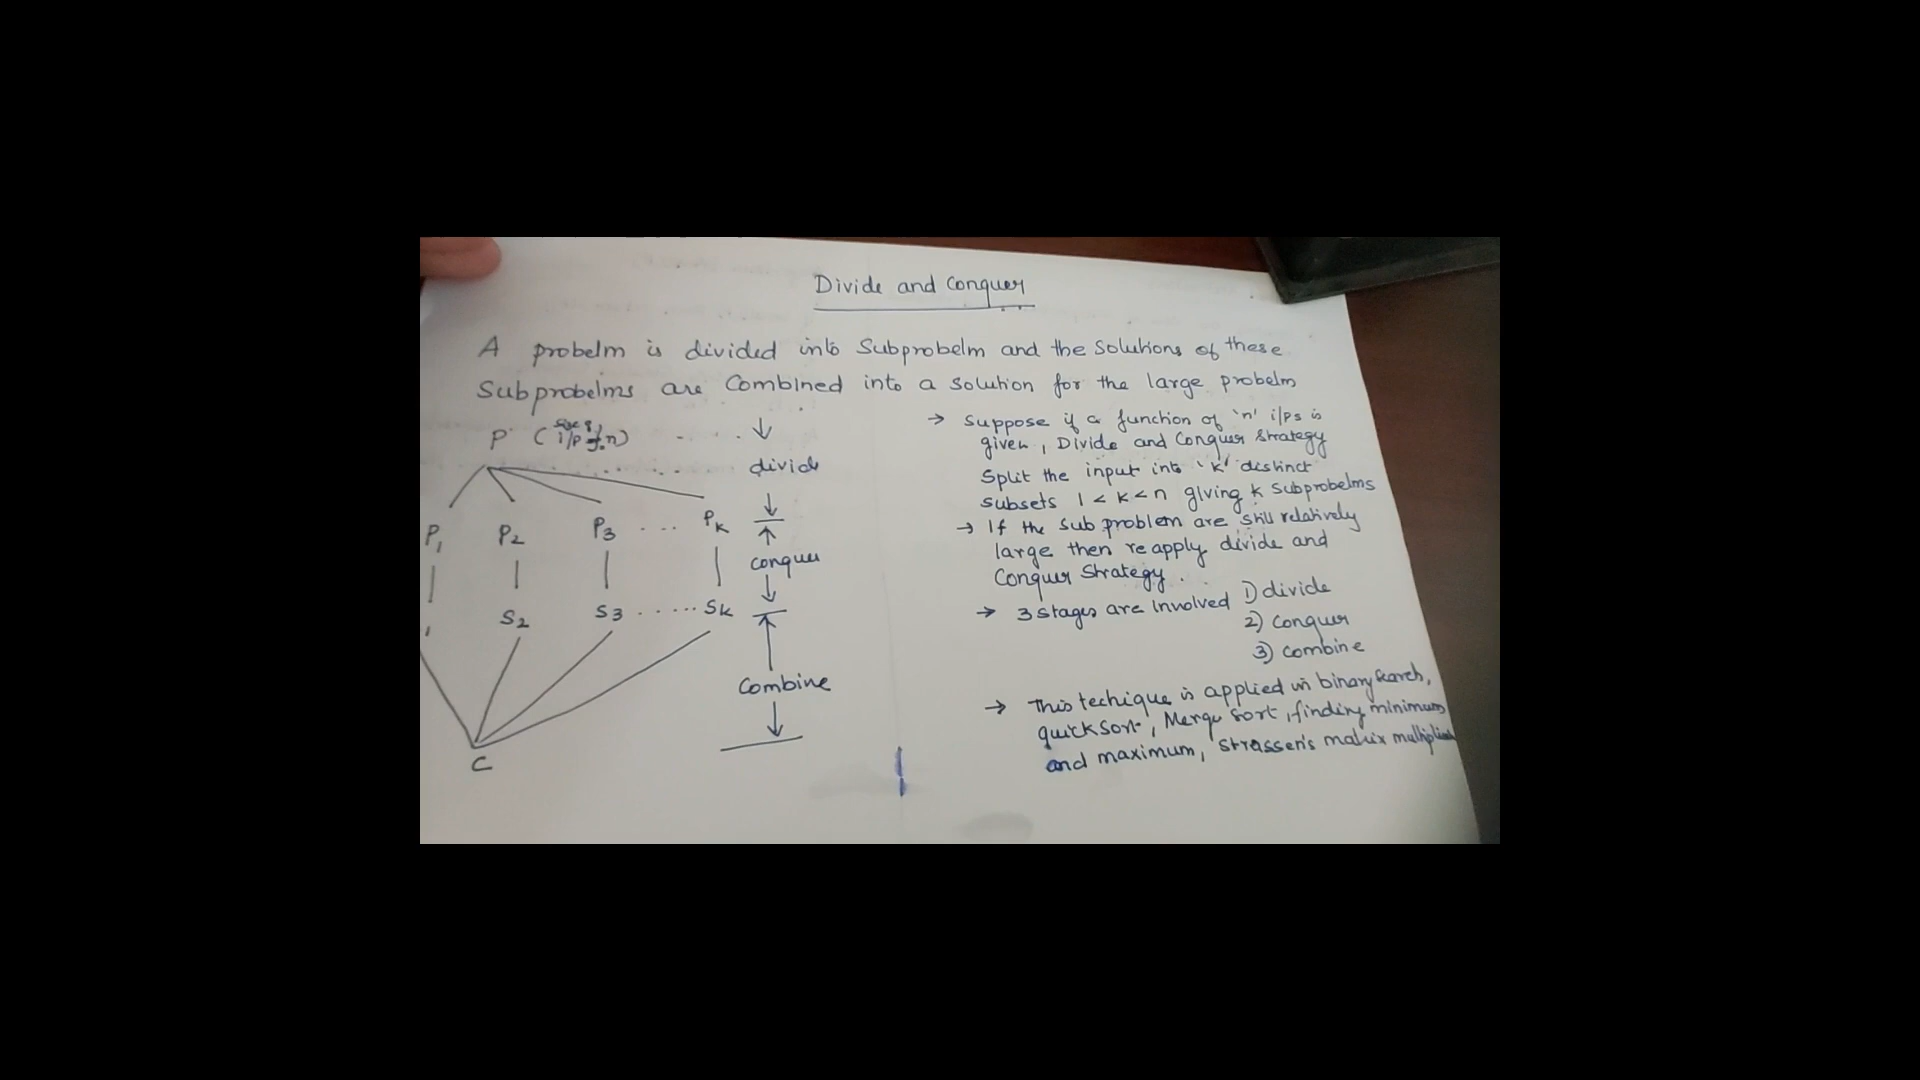 Divide and Conquer
A probelm is divided into Subprobelm and the Solutions of these
Subprobelms are Combined into a solution for the large probelm
P (size of i/p n) . . . .
divide
P1 P2 P3 ... Pk
conquer
S2 S3 ...... Sk
Combine
C
→ Suppose if a function of 'n' i/ps is
given, Divide and Conquer Strategy
Split the input into 'k' distinct
subsets 1 < k < n giving k subprobelms
→ If the sub problem are still relatively
large then reapply divide and
Conquer Strategy.
→ 3 stages are involved 1) divide
2) conquer
3) combine
→ This techique is applied in binary search,
quick sort, Merge sort, finding minimum
and maximum, strassen's matrix